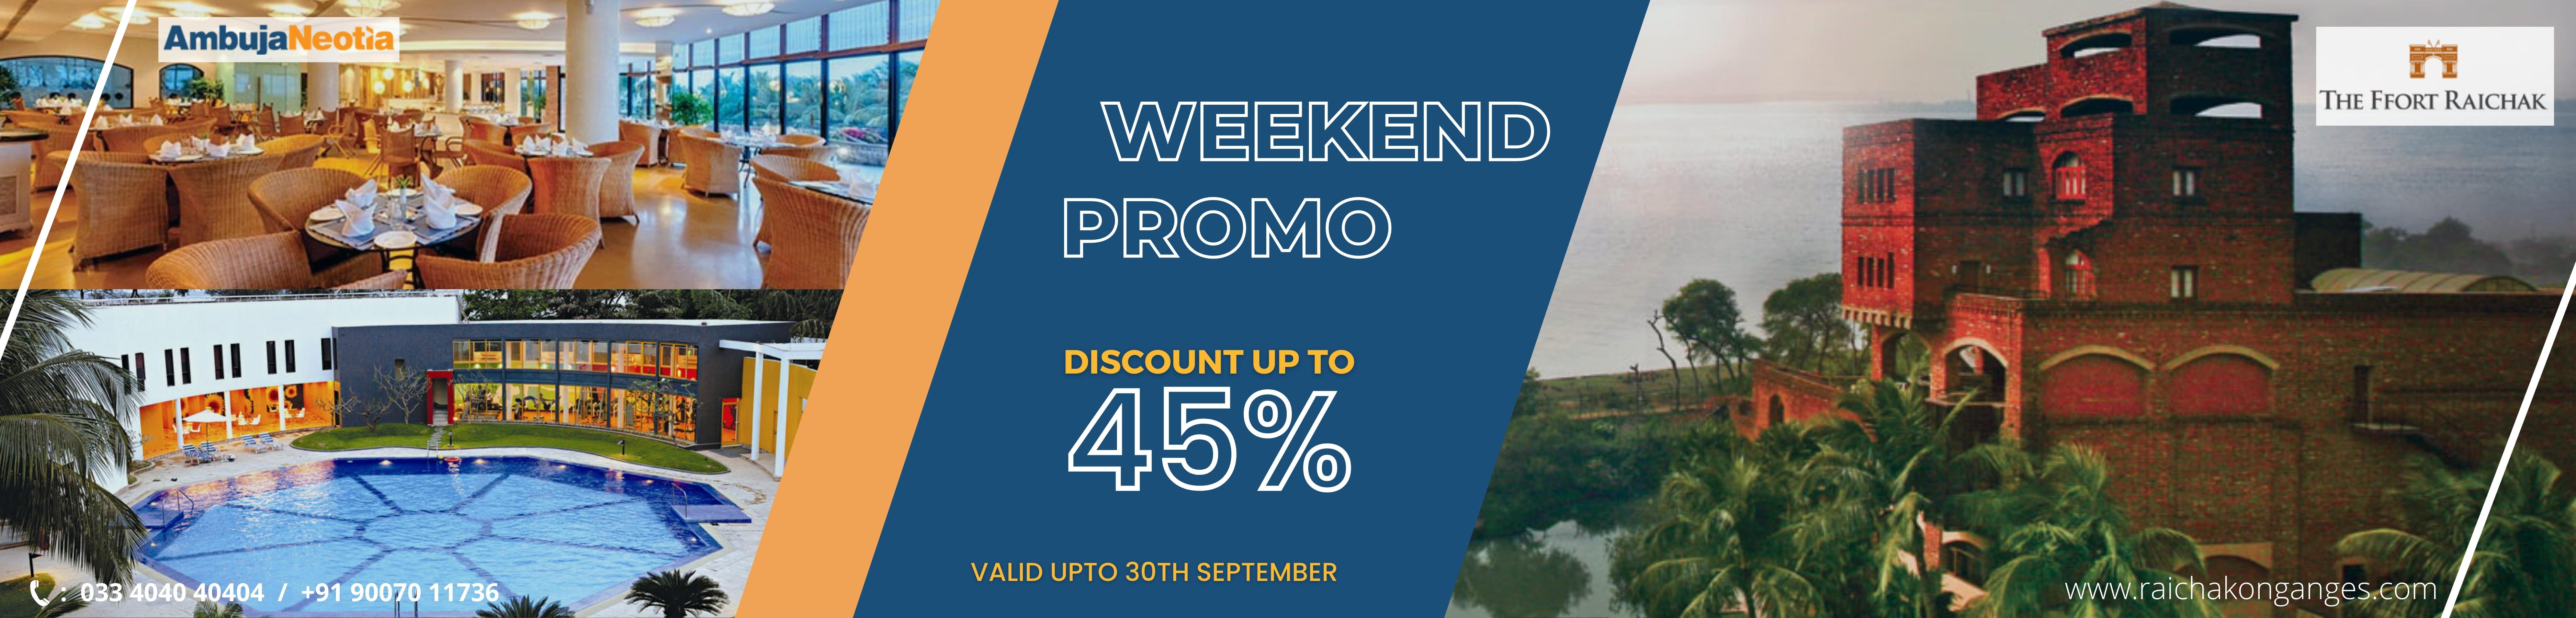 AmbujaNeotia
THE FFORT RAICHAK
WEEKEND
PROMO
DISCOUNT UP TO
45%
VALID UPTO 30TH SEPTEMBER
: 033 4040 40404 / +91 90070 11736
www.raichakonganges.com